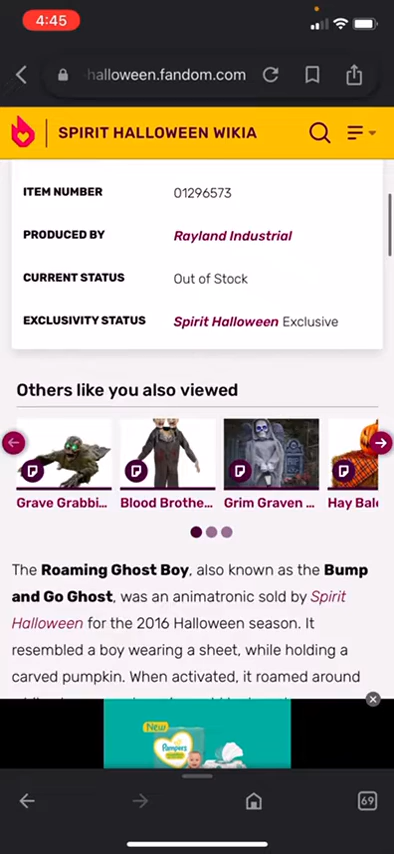 4:45
halloween.fandom.com
SPIRIT HALLOWEEN WIKIA
ITEM NUMBER 01296573
PRODUCED BY Rayland Industrial
CURRENT STATUS Out of Stock
EXCLUSIVITY STATUS Spirit Halloween Exclusive
Others like you also viewed
Grave Grabbi... Blood Brothe... Grim Graven ... Hay Bal
The Roaming Ghost Boy, also known as the Bump
and Go Ghost, was an animatronic sold by Spirit
Halloween for the 2016 Halloween season. It
resembled a boy wearing a sheet, while holding a
carved pumpkin. When activated, it roamed around
New
Pampers
69